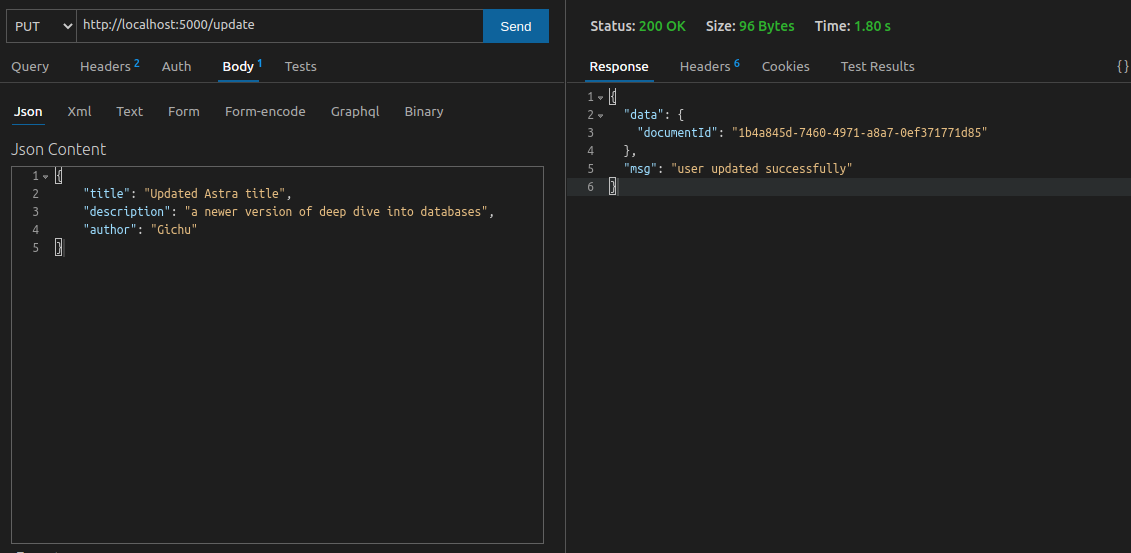 PUT http://localhost:5000/update Send
Query Headers 2 Auth Body 1 Tests
Json Xml Text Form Form-encode Graphql Binary
Json Content
1 {
2 "title": "Updated Astra title",
3 "description": "a newer version of deep dive into databases",
4 "author": "Gichu"
5 }
Status: 200 OK Size: 96 Bytes Time: 1.80 s
Response Headers 6 Cookies Test Results {}
1 {
2 "data": {
3 "documentId": "1b4a845d-7460-4971-a8a7-0ef371771d85"
4 },
5 "msg": "user updated successfully"
6 }